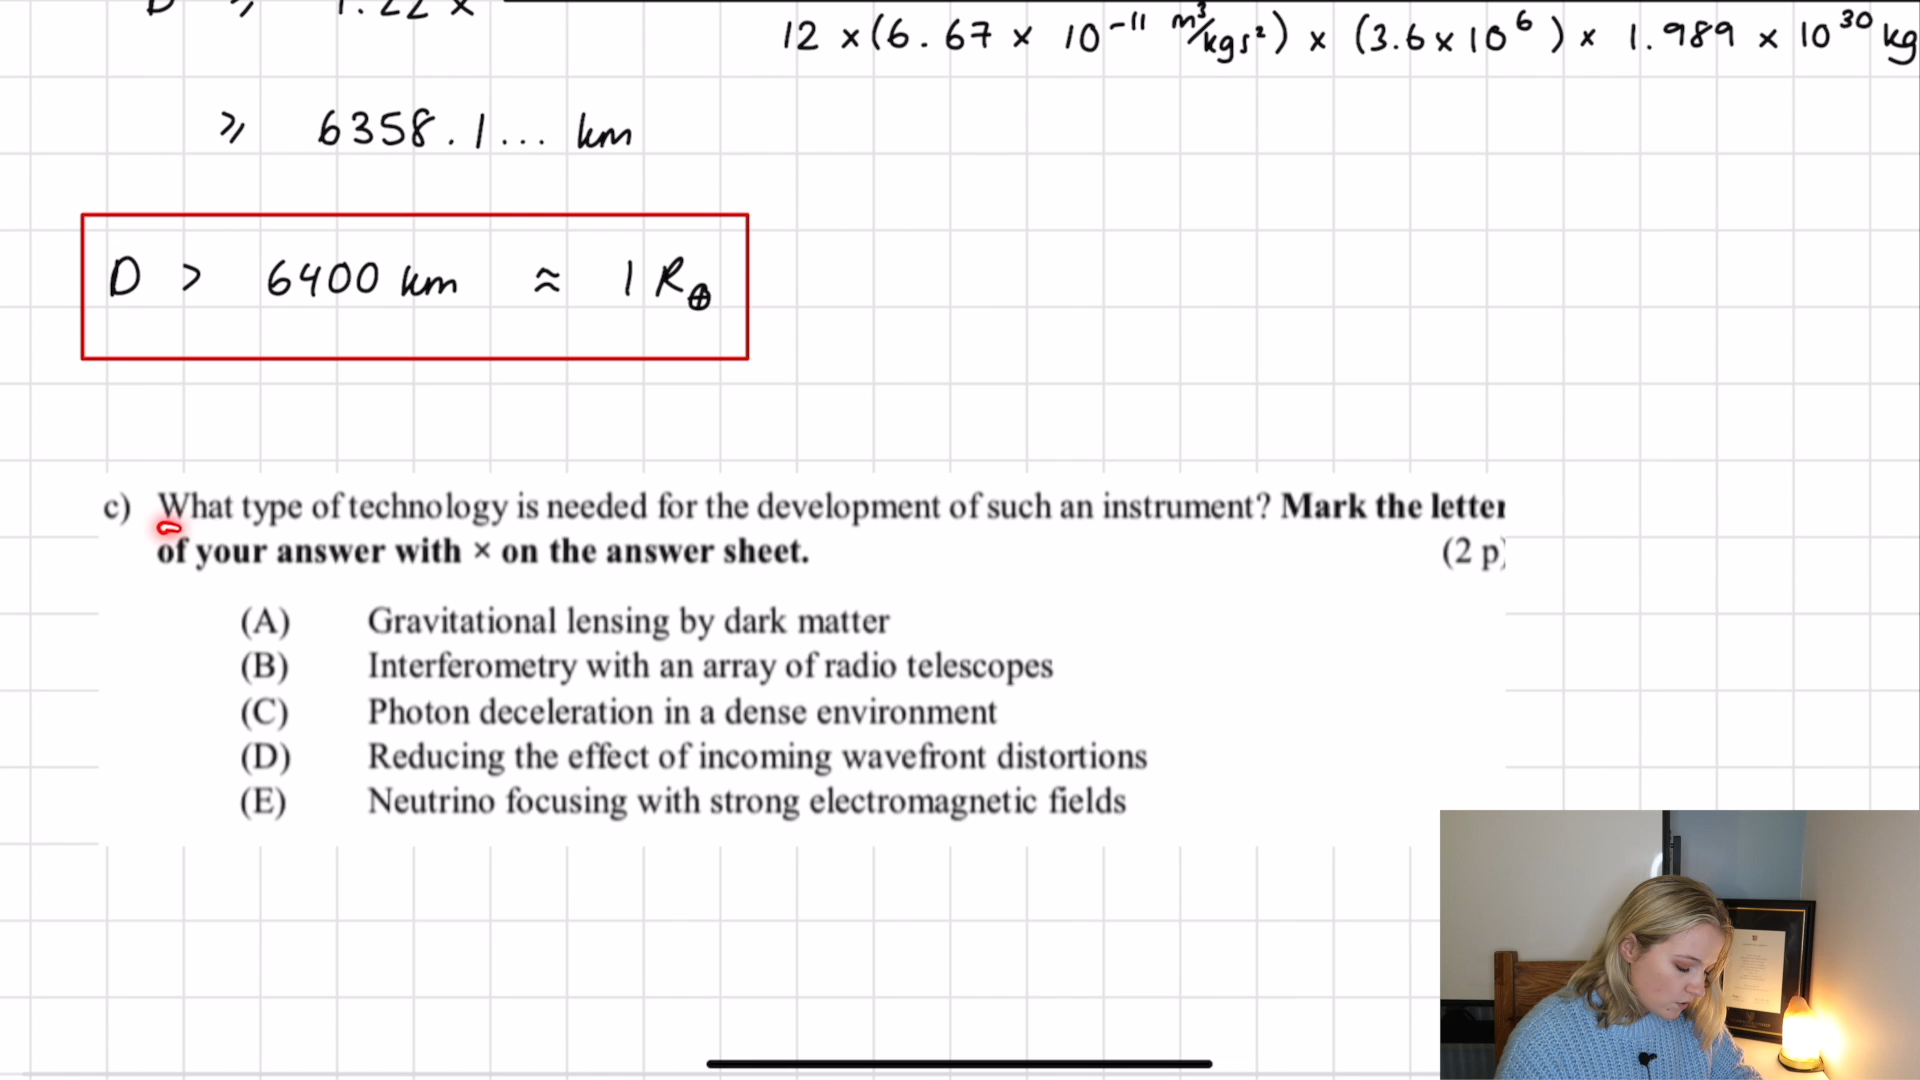 D ⩾ 1.22 ×
12 × (6.67 × 10⁻¹¹ m³/kgs²) × (3.6 × 10⁶) × 1.989 × 10³⁰ kg
⩾ 6358.1... km
D > 6400 km ≈ 1 R⊕
c) What type of technology is needed for the development of such an instrument? Mark the letter
of your answer with × on the answer sheet. (2 p)
(A) Gravitational lensing by dark matter
(B) Interferometry with an array of radio telescopes
(C) Photon deceleration in a dense environment
(D) Reducing the effect of incoming wavefront distortions
(E) Neutrino focusing with strong electromagnetic fields